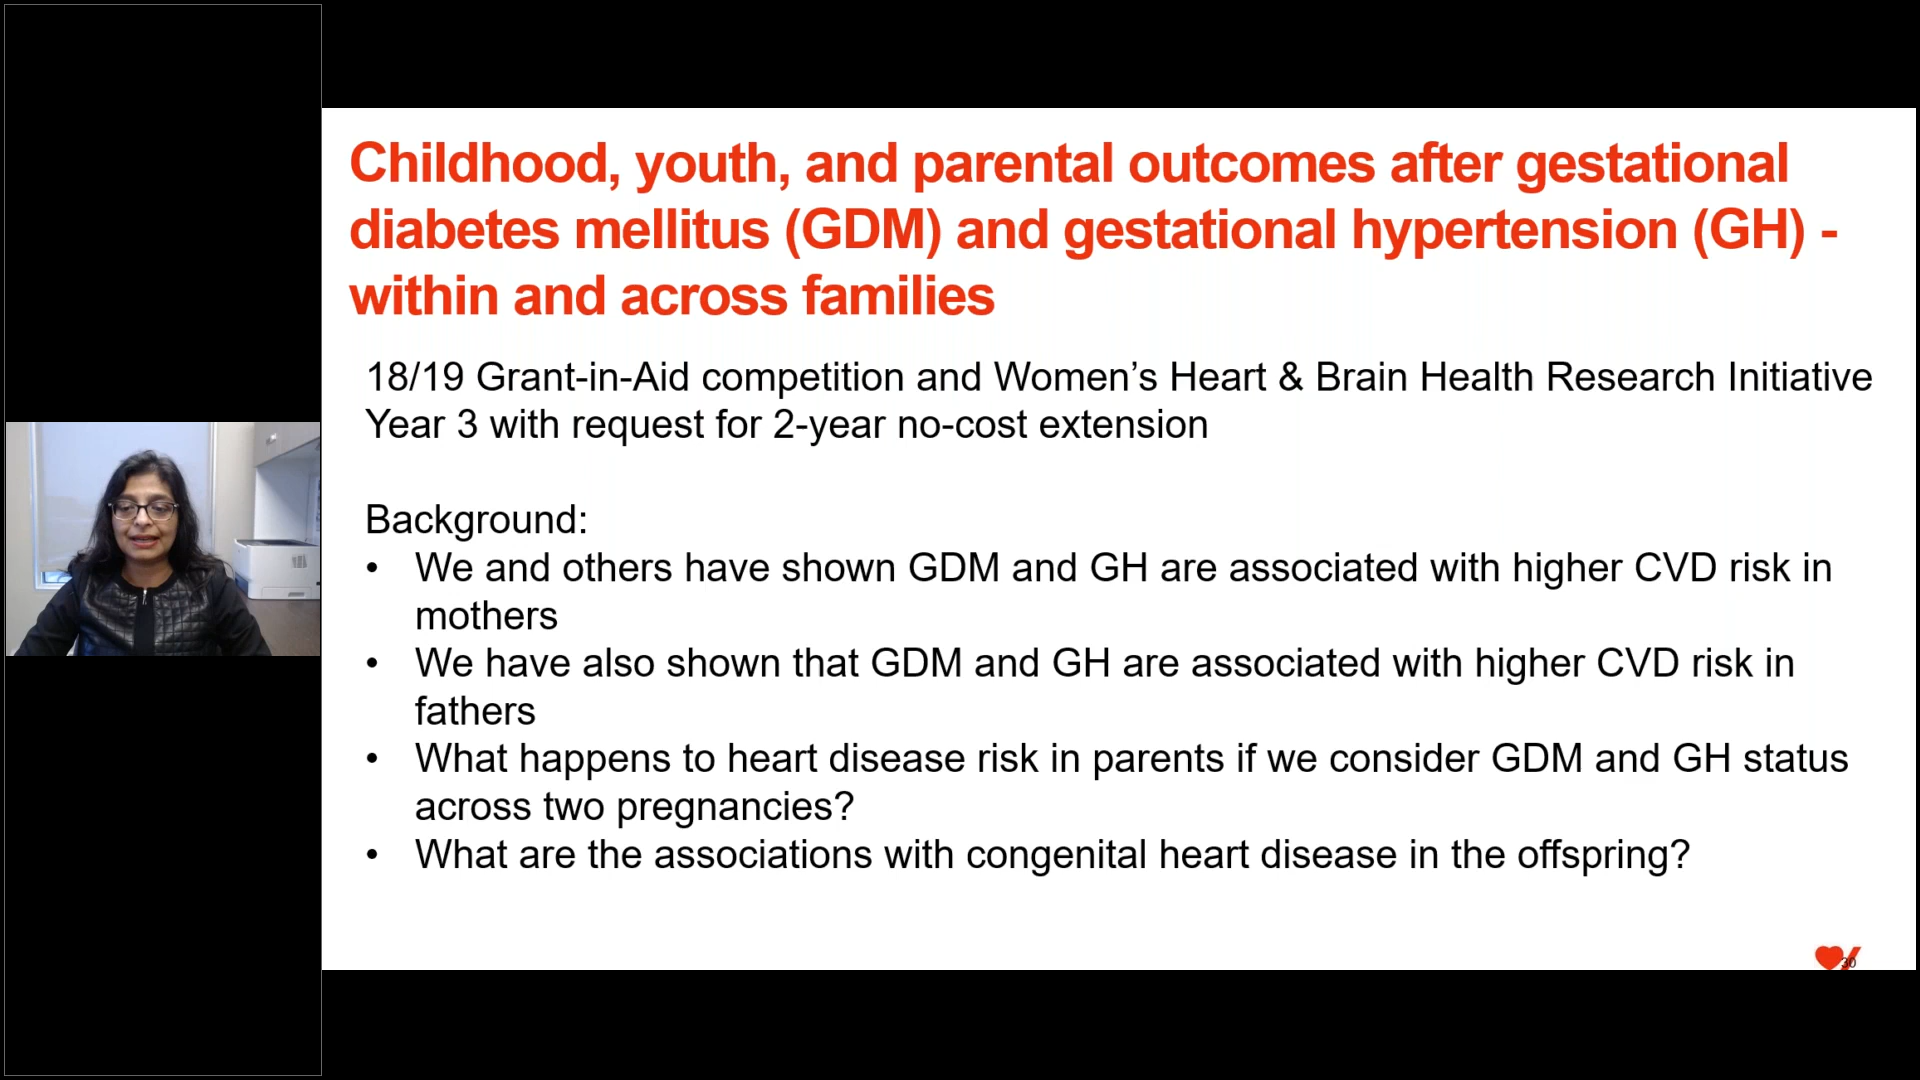 Childhood, youth, and parental outcomes after gestational
diabetes mellitus (GDM) and gestational hypertension (GH) -
within and across families
18/19 Grant-in-Aid competition and Women’s Heart & Brain Health Research Initiative
Year 3 with request for 2-year no-cost extension
Background:
• We and others have shown GDM and GH are associated with higher CVD risk in
mothers
• We have also shown that GDM and GH are associated with higher CVD risk in
fathers
• What happens to heart disease risk in parents if we consider GDM and GH status
across two pregnancies?
• What are the associations with congenital heart disease in the offspring?
30